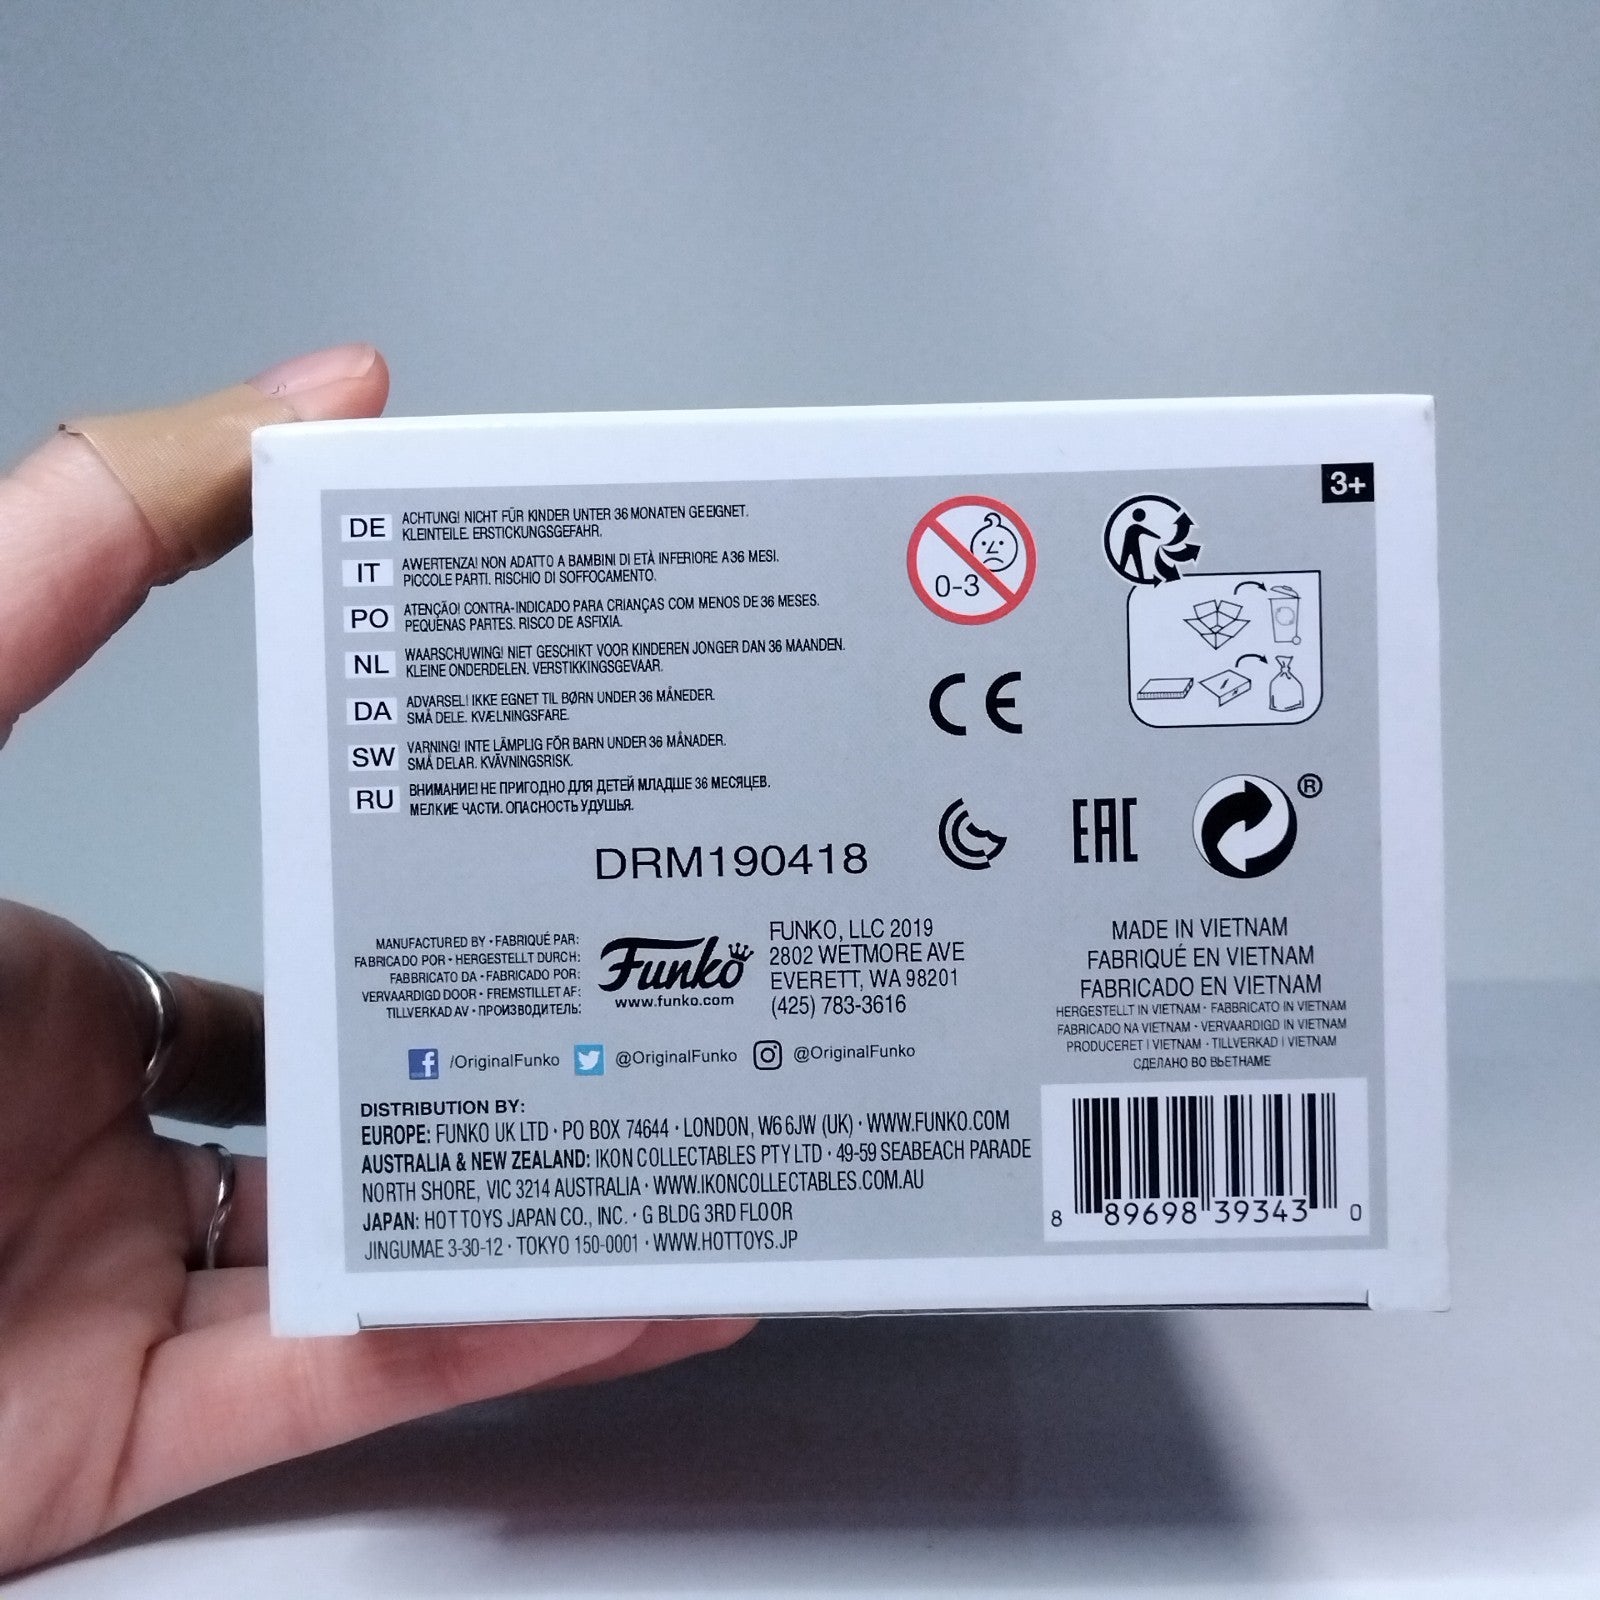 3+
DE
ACHTUNG! NICHT FÜR KINDER UNTER 36 MONATEN GEEIGNET.
KLEINTEILE. ERSTICKUNGSGEFAHR.
IT
AWERTENZA! NON ADATTO A BAMBINI DI ETÀ INFERIORE A 36 MESI.
PICCOLE PARTI. RISCHIO DI SOFFOCAMENTO.
PO
ATENÇÃO! CONTRA-INDICADO PARA CRIANÇAS COM MENOS DE 36 MESES.
PEQUENAS PARTES. RISCO DE ASFIXIA.
NL
WAARSCHUWING! NIET GESCHIKT VOOR KINDEREN JONGER DAN 36 MAANDEN.
KLEINE ONDERDELEN. VERSTIKKINGSGEVAAR.
DA
ADVARSEL! IKKE EGNET TIL BØRN UNDER 36 MÅNEDER.
SMÅ DELE. KVÆLNINGSFARE.
SW
VARNING! INTE LÄMPLIG FÖR BARN UNDER 36 MÅNADER.
SMÅ DELAR. KVÄVNINGSRISK.
RU
ВНИМАНИЕ! НЕ ПРИГОДНО ДЛЯ ДЕТЕЙ МЛАДШЕ 36 МЕСЯЦЕВ.
МЕЛКИЕ ЧАСТИ. ОПАСНОСТЬ УДУШЬЯ.
0-3
CE
EAC
®
DRM190418
MANUFACTURED BY • FABRIQUÉ PAR:
FABRICADO POR • HERGESTELLT DURCH:
FABBRICATO DA • FABRICADO POR:
VERVAARDIGD DOOR • FREMSTILLET AF:
TILLVERKAD AV • ПРОИЗВОДИТЕЛЬ:
Funko
www.funko.com
FUNKO, LLC 2019
2802 WETMORE AVE
EVERETT, WA 98201
(425) 783-3616
MADE IN VIETNAM
FABRIQUÉ EN VIETNAM
FABRICADO EN VIETNAM
HERGESTELLT IN VIETNAM • FABBRICATO IN VIETNAM
FABRICADO NA VIETNAM • VERVAARDIGD IN VIETNAM
PRODUCERET I VIETNAM • TILLVERKAD I VIETNAM
СДЕЛАНО ВО ВЬЕТНАМЕ
/OriginalFunko @OriginalFunko @OriginalFunko
DISTRIBUTION BY:
EUROPE: FUNKO UK LTD • PO BOX 74644 • LONDON, W6 6JW (UK) • WWW.FUNKO.COM
AUSTRALIA & NEW ZEALAND: IKON COLLECTABLES PTY LTD • 49-59 SEABEACH PARADE
NORTH SHORE, VIC 3214 AUSTRALIA • WWW.IKONCOLLECTABLES.COM.AU
JAPAN: HOT TOYS JAPAN CO., INC. • G BLDG 3RD FLOOR
JINGUMAE 3-30-12 • TOKYO 150-0001 • WWW.HOTTOYS.JP
8 89698 39343 0